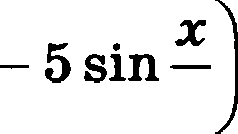 - 5 sin x/ )